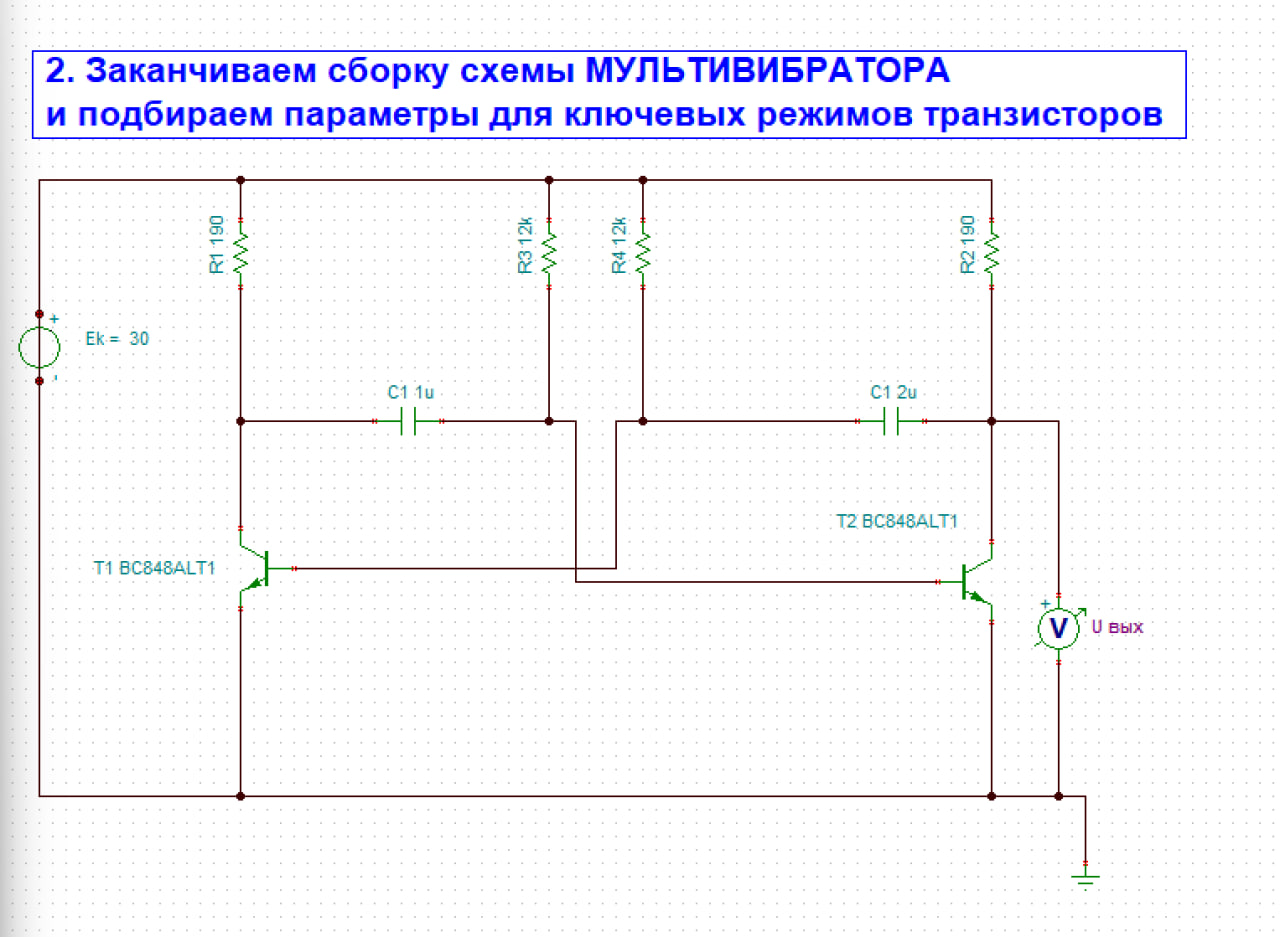 2. Заканчиваем сборку схемы МУЛЬТИВИБРАТОРА
и подбираем параметры для ключевых режимов транзисторов
R1 190
R3 12k
R4 12k
R2 190
+
Ek = 30
-
C1 1u
C1 2u
T2 BC848ALT1
T1 BC848ALT1
+
V
U вых